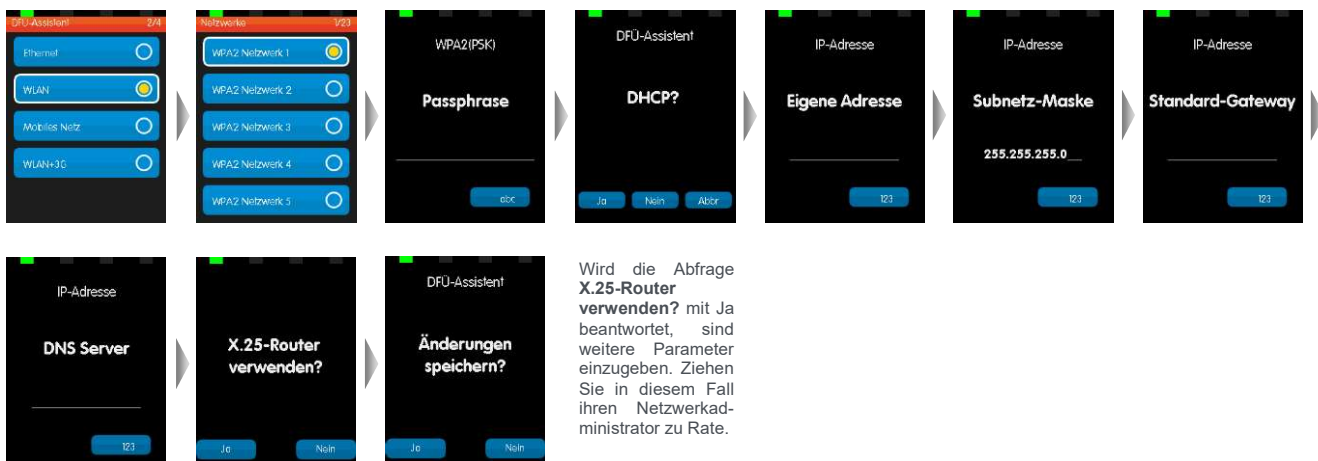 DFÜ-Assistent 2/4
Ethernet
WLAN
Mobiles Netz
WLAN+3G
Netzwerke 1/23
WPA2 Netzwerk 1
WPA2 Netzwerk 2
WPA2 Netzwerk 3
WPA2 Netzwerk 4
WPA2 Netzwerk 5
WPA2(PSK)
Passphrase
abc
DFÜ-Assistent
DHCP?
Ja Nein Abbr
IP-Adresse
Eigene Adresse
123
IP-Adresse
Subnetz-Maske
255.255.255.0__
123
IP-Adresse
Standard-Gateway
123
IP-Adresse
DNS Server
123
X.25-Router
verwenden?
Ja Nein
DFÜ-Assistent
Änderungen
speichern?
Ja Nein
Wird die Abfrage
X.25-Router
verwenden? mit Ja
beantwortet, sind
weitere Parameter
einzugeben. Ziehen
Sie in diesem Fall
ihren Netzwerkad-
ministrator zu Rate.